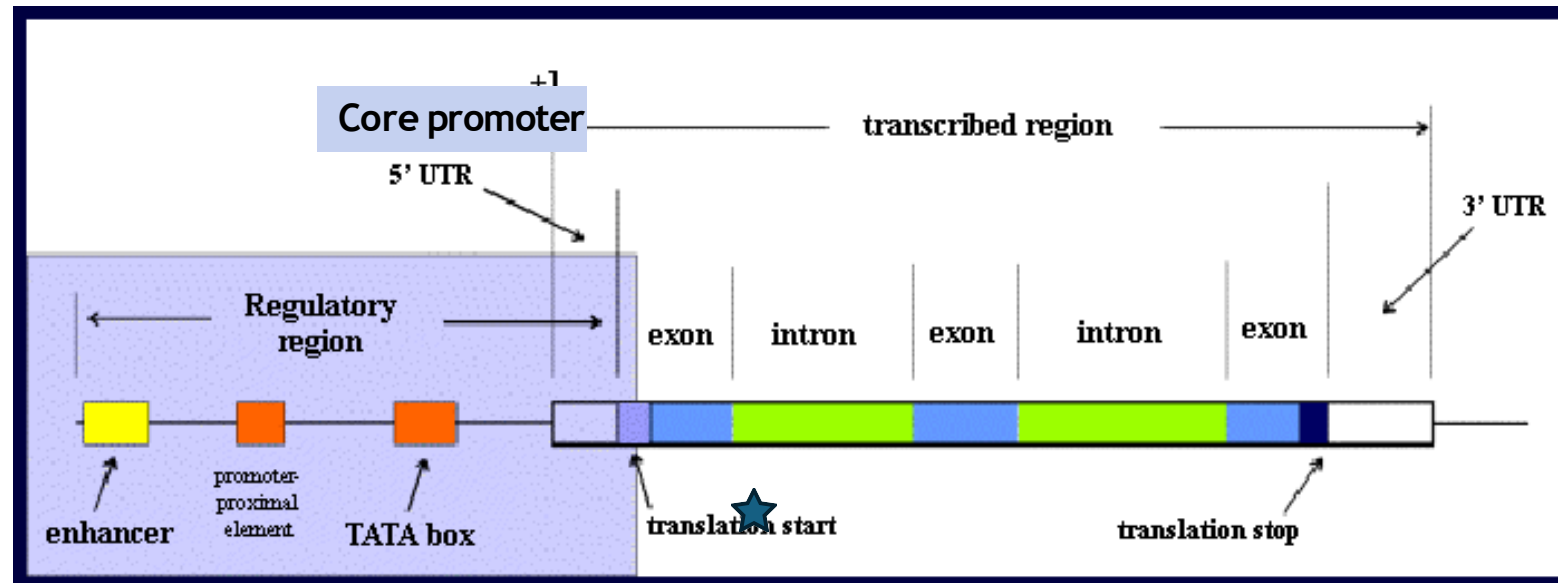 +1
Core promoter
transcribed region
5' UTR
3' UTR
Regulatory
region
exon
intron
exon
intron
exon
promoter-
proximal
element
enhancer
TATA box
translation start
translation stop